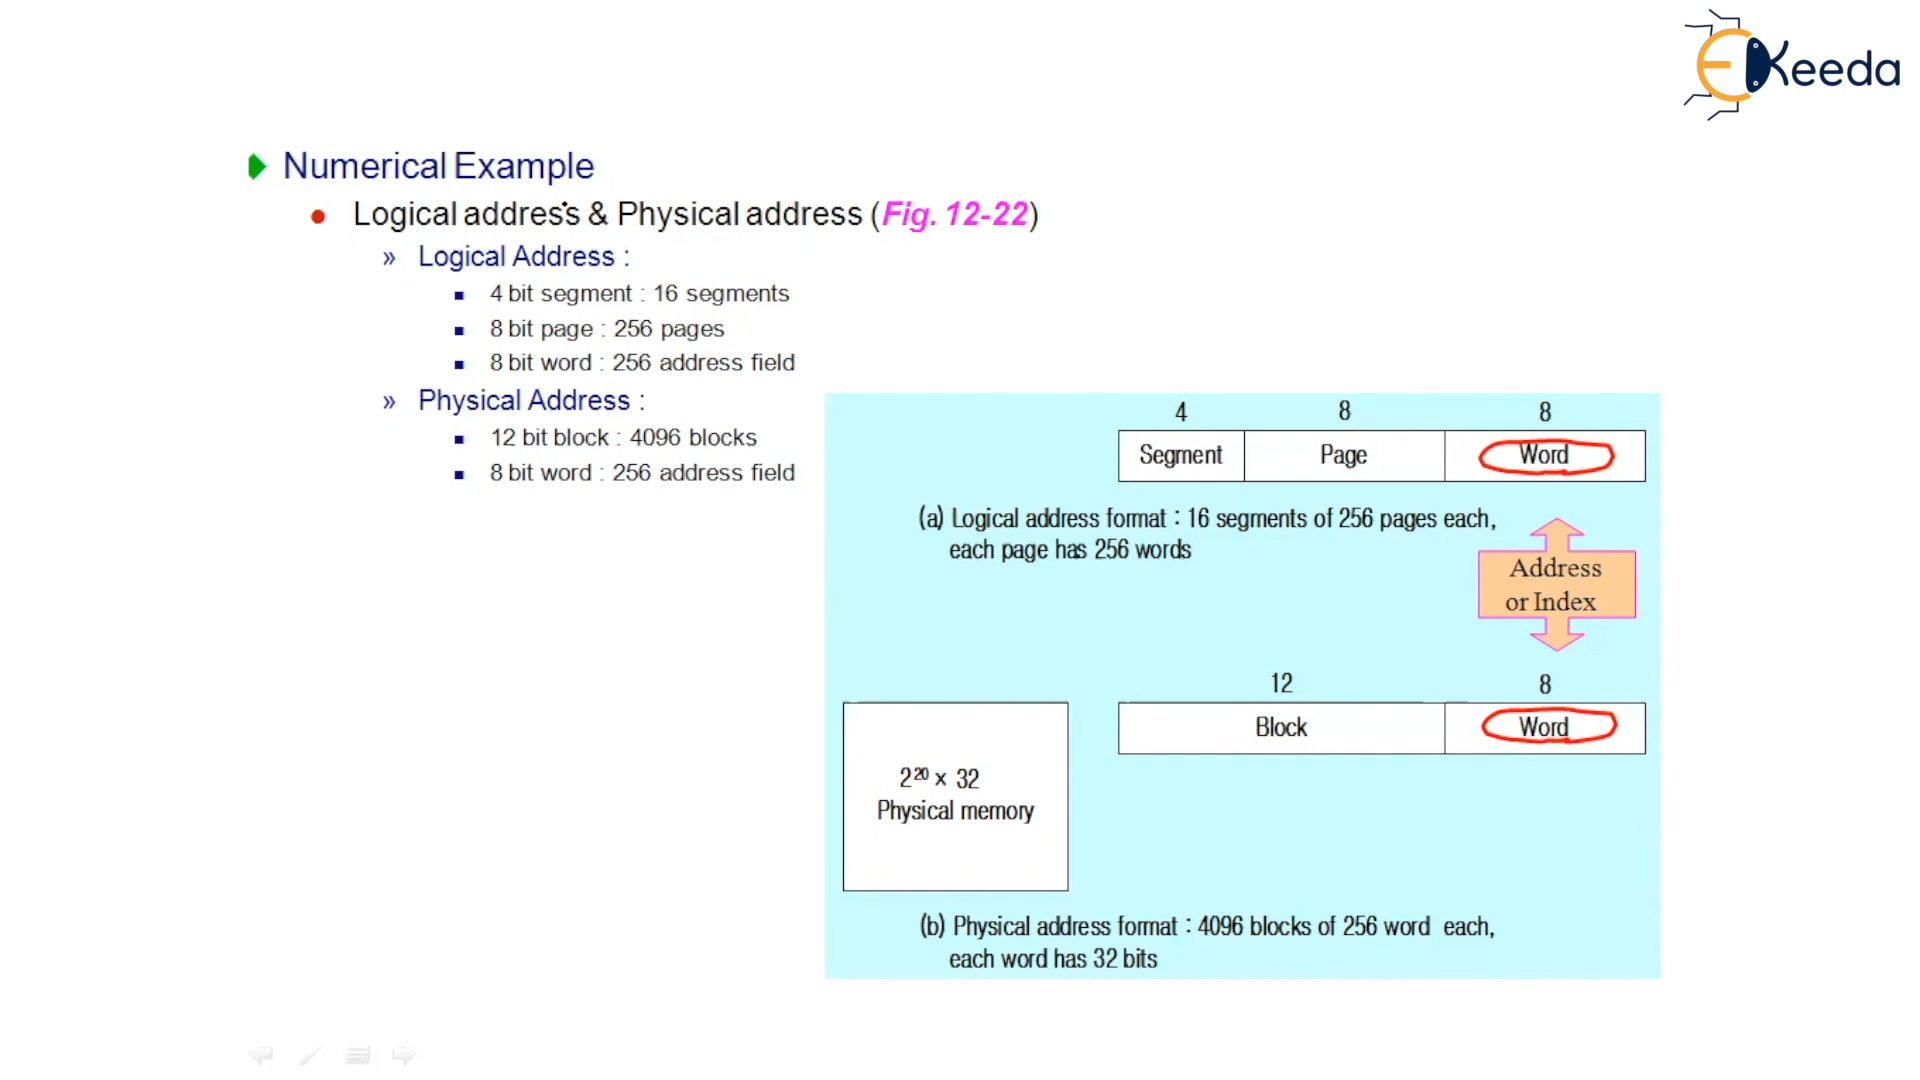 EKeeda
Numerical Example
Logical address & Physical address (Fig. 12-22)
» Logical Address :
4 bit segment : 16 segments
8 bit page : 256 pages
8 bit word : 256 address field
» Physical Address :
12 bit block : 4096 blocks
8 bit word : 256 address field
4 8 8
Segment Page Word
(a) Logical address format : 16 segments of 256 pages each,
each page has 256 words
Address
or Index
12 8
Block Word
2²⁰ x 32
Physical memory
(b) Physical address format : 4096 blocks of 256 word each,
each word has 32 bits